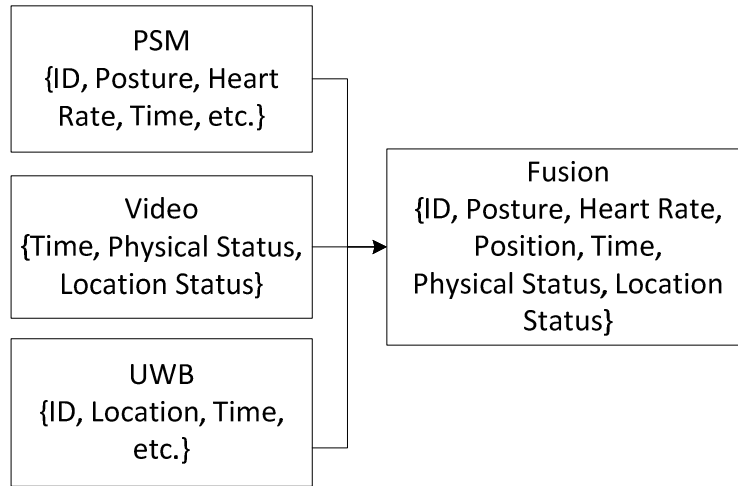 PSM
{ID, Posture, Heart
Rate, Time, etc.}
Video
{Time, Physical Status,
Location Status}
UWB
{ID, Location, Time,
etc.}
Fusion
{ID, Posture, Heart Rate,
Position, Time,
Physical Status, Location
Status}